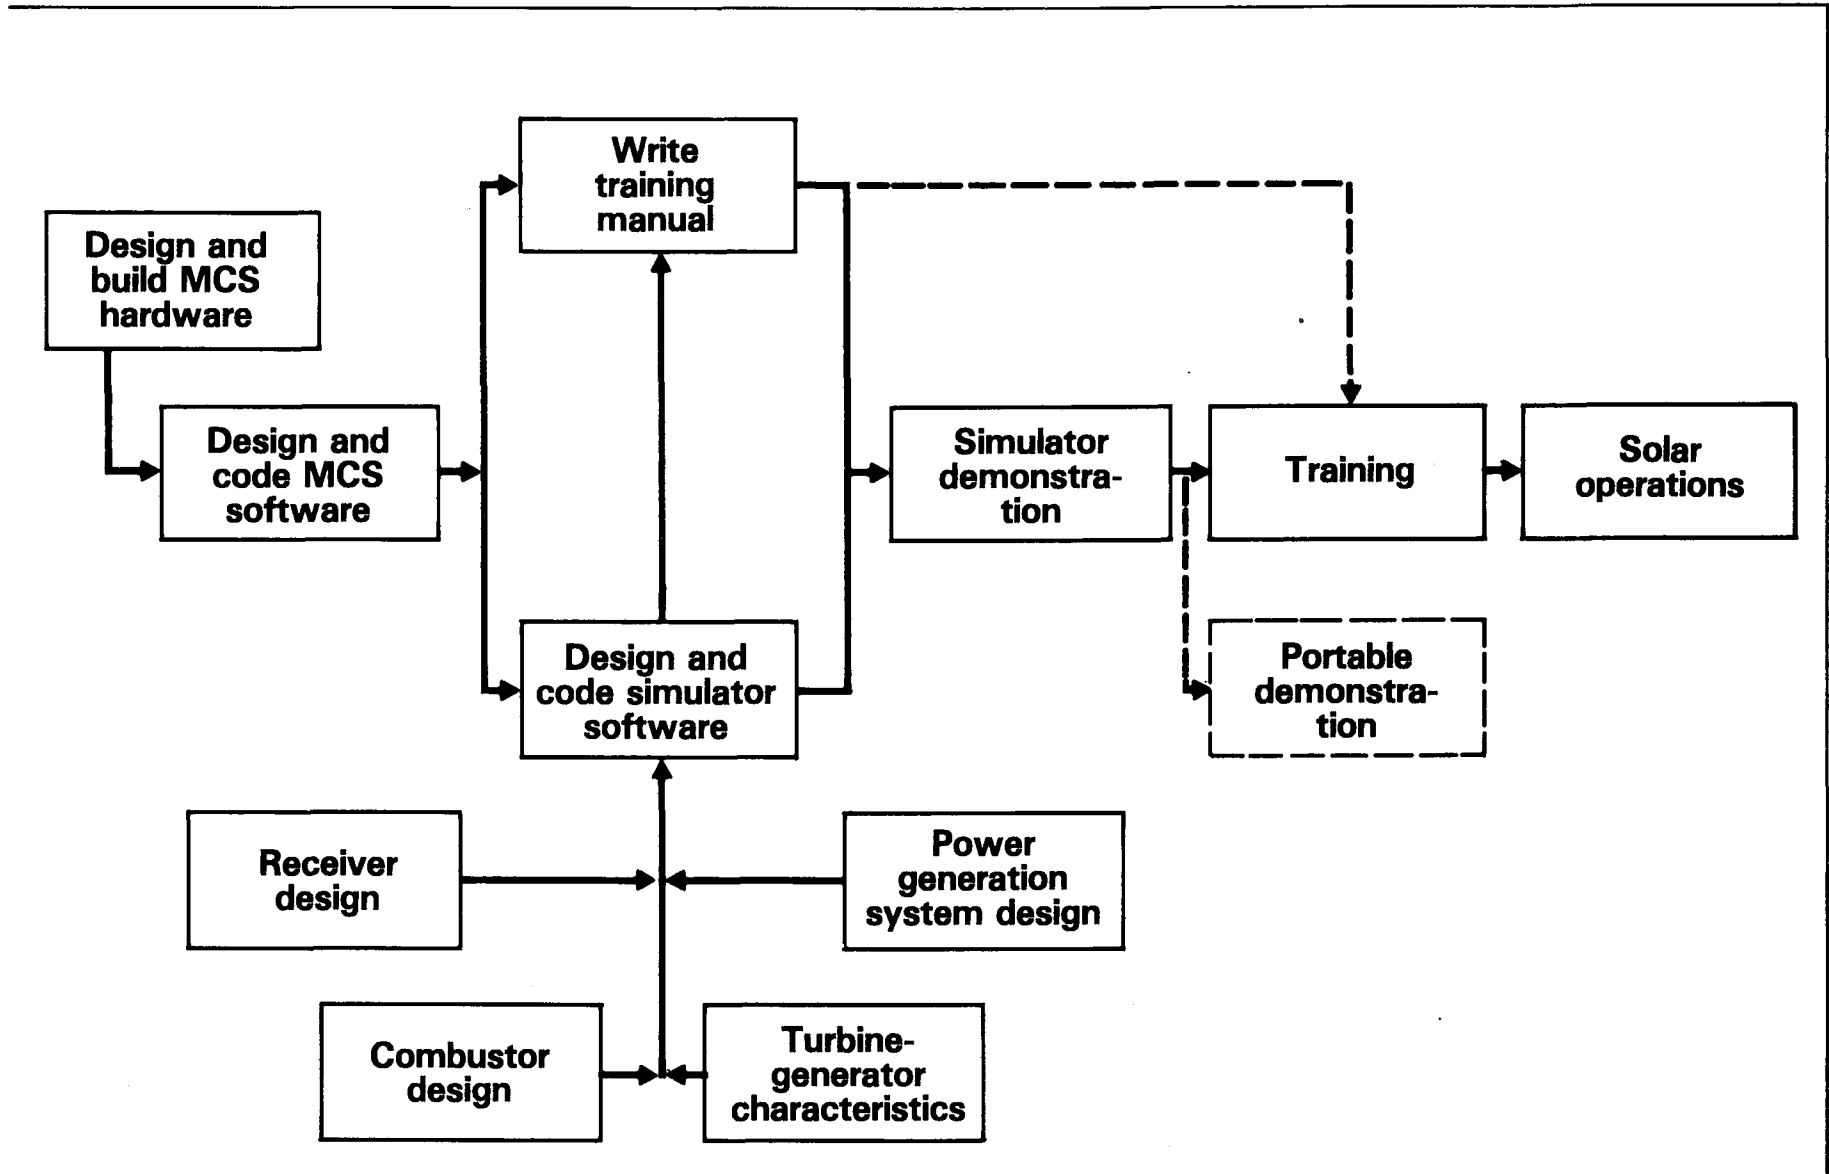 Write
training
manual
Design and
build MCS
hardware
Design and
code MCS
software
Simulator
demonstra-
tion
Training
Solar
operations
Design and
code simulator
software
Portable
demonstra-
tion
Receiver
design
Power
generation
system design
Combustor
design
Turbine-
generator
characteristics